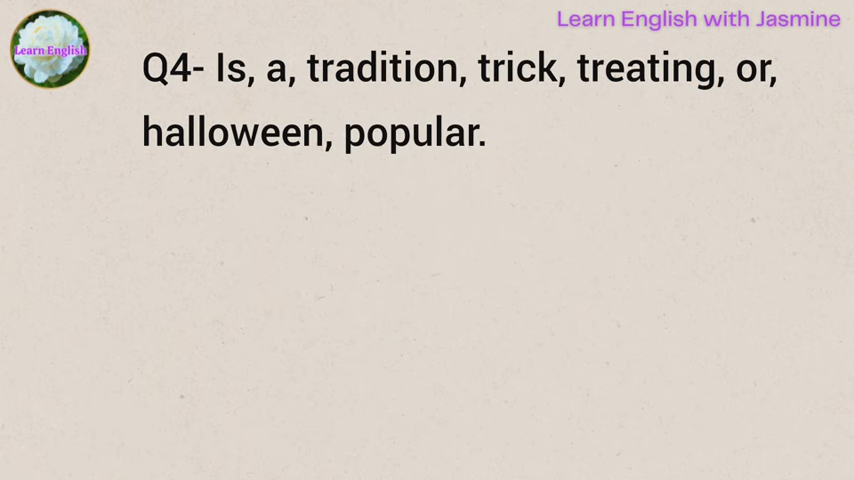 Learn English with Jasmine
Learn English
Q4- Is, a, tradition, trick, treating, or,
halloween, popular.